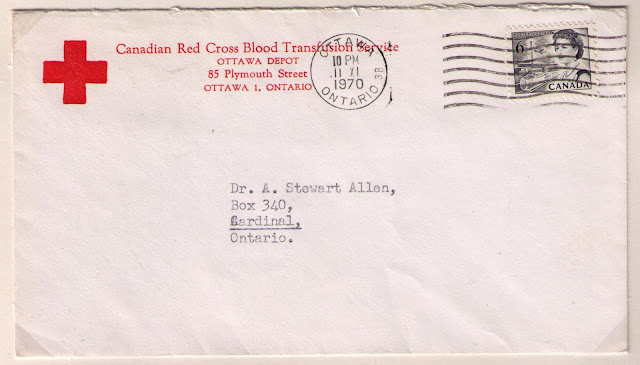 Canadian Red Cross Blood Transfusion Service
OTTAWA DEPOT
85 Plymouth Street
OTTAWA 1, ONTARIO
OTTAWA
10 PM
11 XI
1970
ONTARIO
3B
6
CANADA
Dr. A. Stewart Allen,
Box 340,
Cardinal,
Ontario.